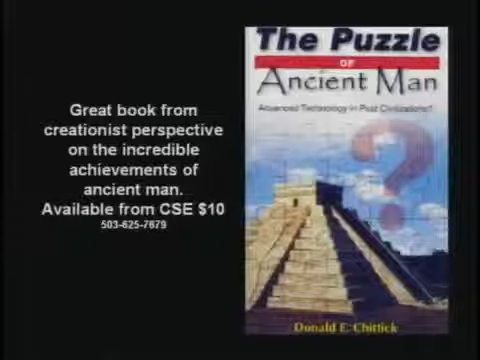 Great book from
creationist perspective
on the incredible
achievements of
ancient man.
Available from CSE $10
503-625-7679
The Puzzle
OF
Ancient Man
Advanced Technology in Past Civilizations?
Donald E. Chittick